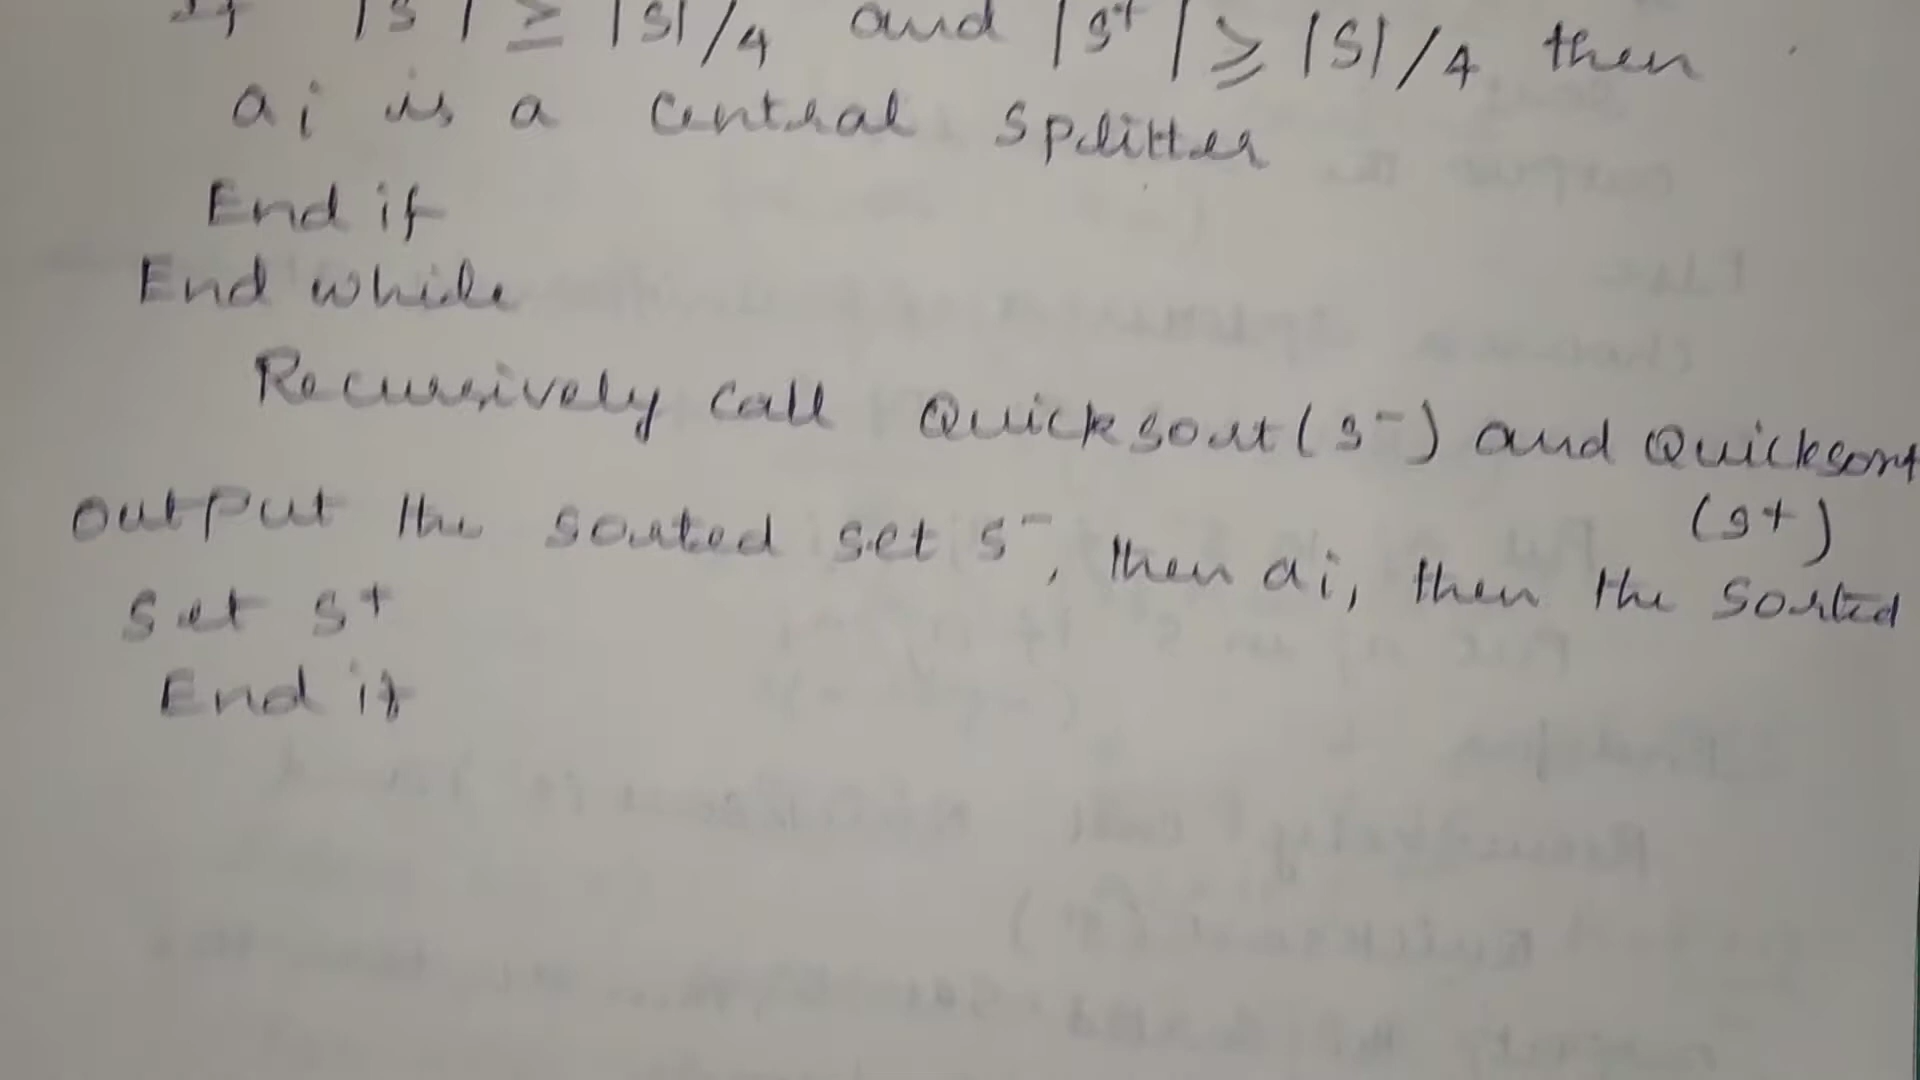 If |S| ≥ |S|/4 and |S⁺| ≥ |S|/4 then
ai is a central splitter
End if
End while
Recursively call Quicksort(S⁻) and Quicksort
(S+)
output the sorted set S⁻, then ai, then the sorted
set S+
End if